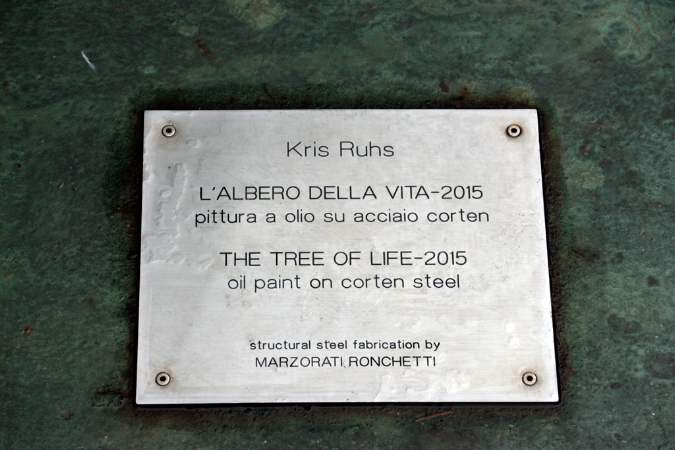 Kris Ruhs
L'ALBERO DELLA VITA-2015
pittura a olio su acciaio corten
THE TREE OF LIFE-2015
oil paint on corten steel
structural steel fabrication by
MARZORATI RONCHETTI